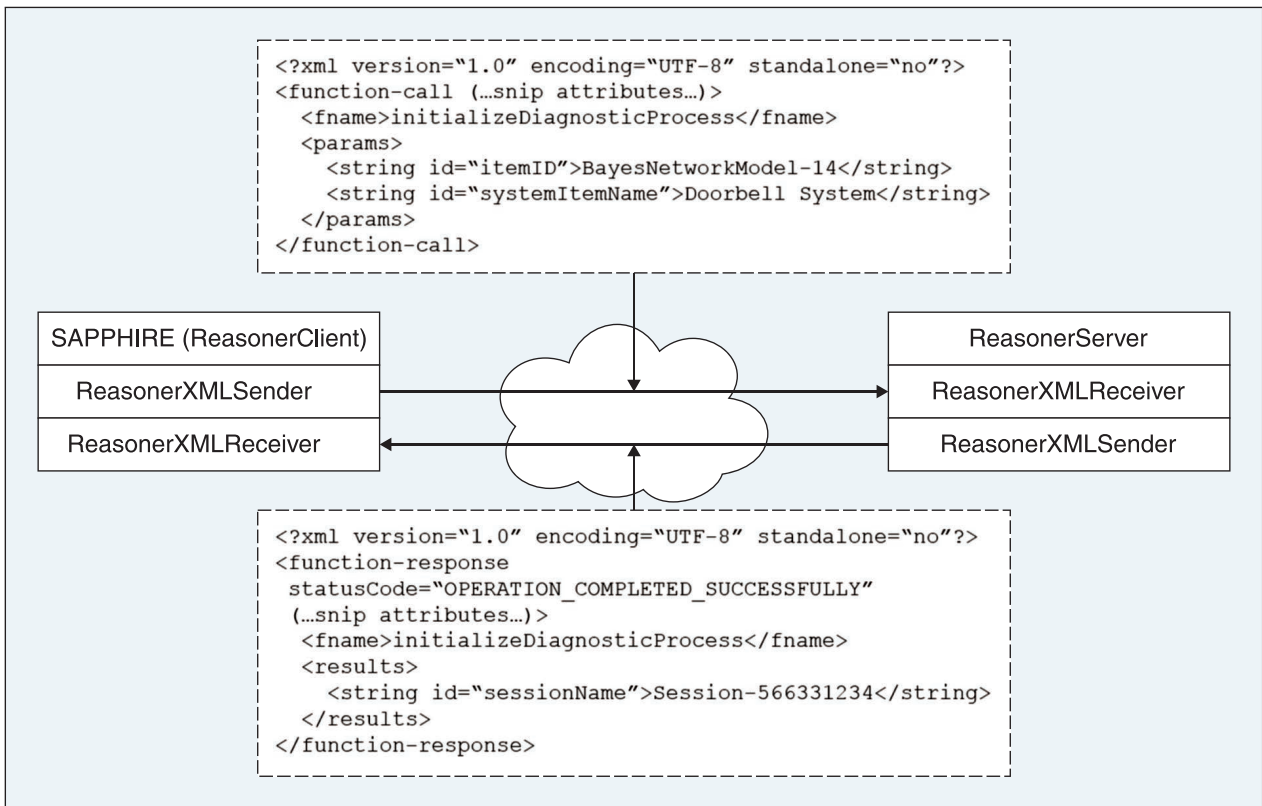 <?xml version=“1.0” encoding=“UTF-8” standalone=“no”?>
<function-call (…snip attributes…)>
<fname>initializeDiagnosticProcess</fname>
<params>
<string id=“itemID”>BayesNetworkModel-14</string>
<string id=“systemItemName”>Doorbell System</string>
</params>
</function-call>
SAPPHIRE (ReasonerClient)
ReasonerXMLSender
ReasonerXMLReceiver
ReasonerServer
ReasonerXMLReceiver
ReasonerXMLSender
<?xml version=“1.0” encoding=“UTF-8” standalone=“no”?>
<function-response
statusCode=“OPERATION_COMPLETED_SUCCESSFULLY”
(…snip attributes…)>
<fname>initializeDiagnosticProcess</fname>
<results>
<string id=“sessionName”>Session-566331234</string>
</results>
</function-response>